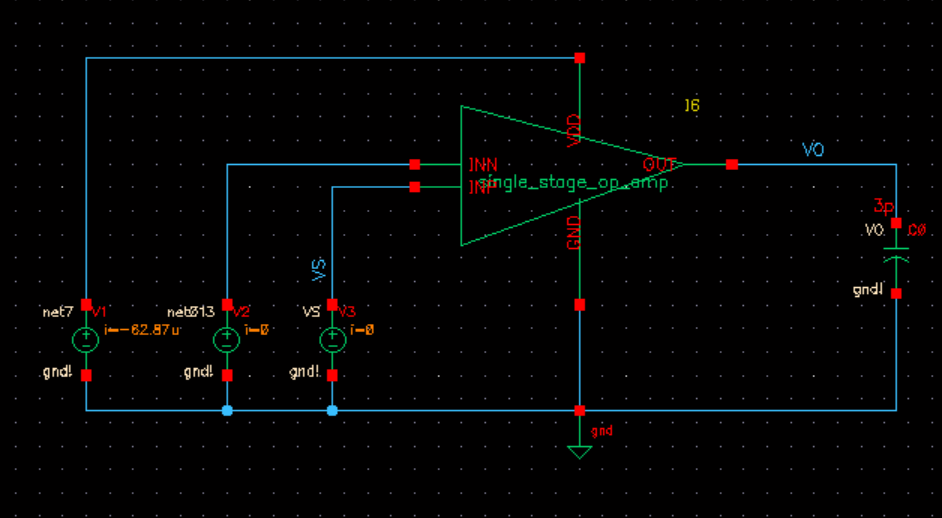 I6
VDD
VO
INN
OUT
single_stage_op_amp
INP
3p
VO
C0
GND
VS
gnd!
net7
V1
net013
V2
VS
V3
i=-62.87u
i=0
i=0
gnd!
gnd!
gnd!
gnd